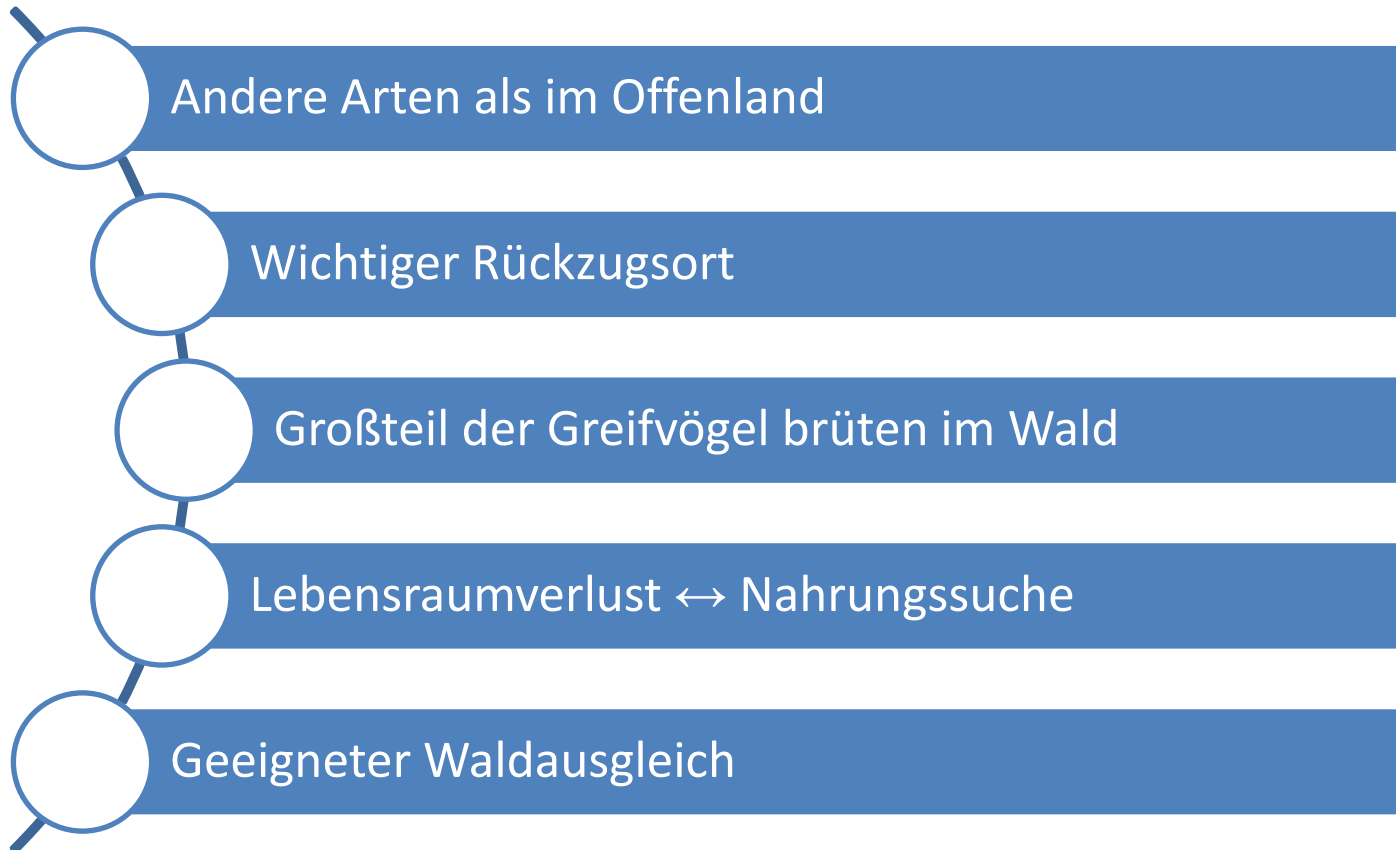 Andere Arten als im Offenland
Wichtiger Rückzugsort
Großteil der Greifvögel brüten im Wald
Lebensraumverlust ↔ Nahrungssuche
Geeigneter Waldausgleich